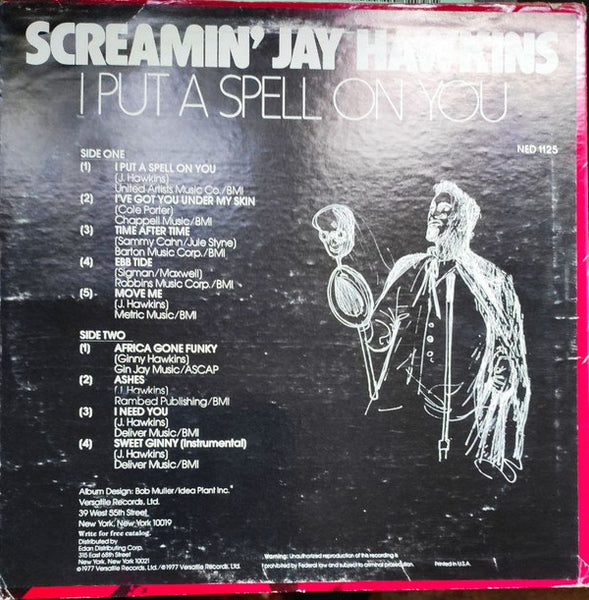 SCREAMIN' JAY HAWKINS
I PUT A SPELL ON YOU
NED 1125
SIDE ONE
(1) I PUT A SPELL ON YOU
(J. Hawkins)
United Artists Music Co./BMI
(2) I'VE GOT YOU UNDER MY SKIN
(Cole Porter)
Chappell Music/BMI
(3) TIME AFTER TIME
(Sammy Cahn/Jule Styne)
Barton Music Corp./BMI
(4) EBB TIDE
(Sigman/Maxwell)
Robbins Music Corp./BMI
(5) MOVE ME
(J. Hawkins)
Metric Music/BMI
SIDE TWO
(1) AFRICA GONE FUNKY
(Ginny Hawkins)
Gin Jay Music/ASCAP
(2) ASHES
(J. Hawkins)
Rambed Publishing/BMI
(3) I NEED YOU
(J. Hawkins)
Deliver Music/BMI
(4) SWEET GINNY (Instrumental)
(J. Hawkins)
Deliver Music/BMI
Album Design: Bob Muller/Idea Plant Inc.
Versatile Records, Ltd.
39 West 55th Street
New York, New York 10019
Write for free catalog.
Distributed by
Edan Distributing Corp.
315 East 68th Street
New York, New York 10021
©1977 Versatile Records, Ltd./℗1977 Versatile Records, Ltd.
Warning: Unauthorized reproduction of this recording is
prohibited by Federal law and subject to criminal prosecution.
Printed in U.S.A.